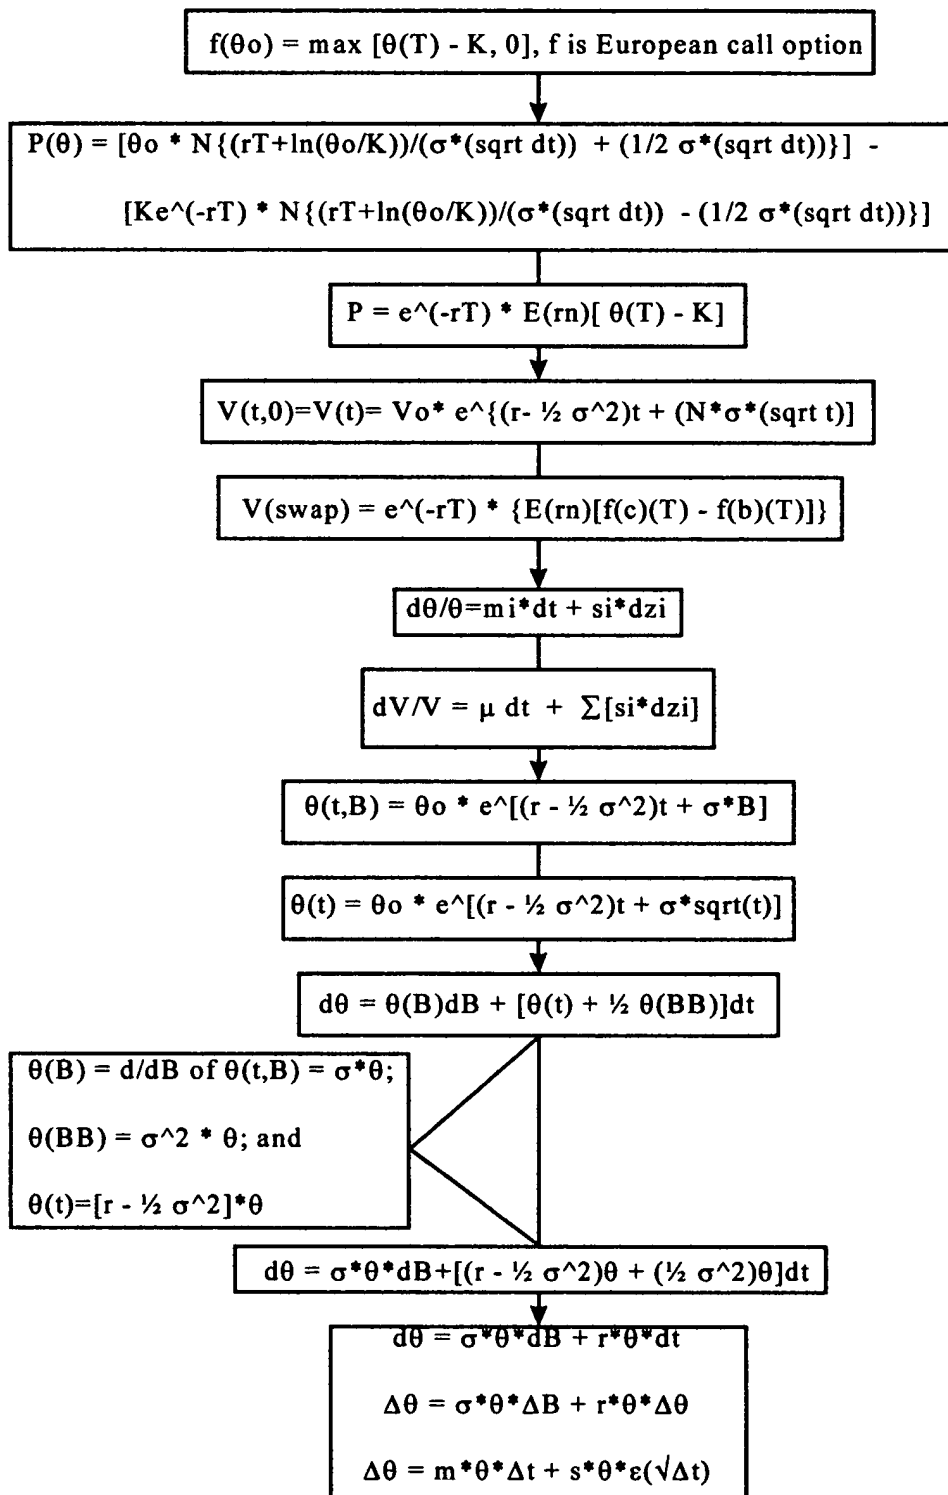 f(θo) = max [θ(T) - K, 0], f is European call option
P(θ) = [θo * N{(rT+ln(θo/K))/(σ*(sqrt dt)) + (1/2 σ*(sqrt dt))}] -
[Ke^(-rT) * N{(rT+ln(θo/K))/(σ*(sqrt dt)) - (1/2 σ*(sqrt dt))}]
P = e^(-rT) * E(rn)[ θ(T) - K]
V(t,0)=V(t)= Vo* e^{(r- ½ σ^2)t + (N*σ*(sqrt t)]
V(swap) = e^(-rT) * {E(rn)[f(c)(T) - f(b)(T)]}
dθ/θ=mi*dt + si*dzi
dV/V = μ dt + ∑[si*dzi]
θ(t,B) = θo * e^[(r - ½ σ^2)t + σ*B]
θ(t) = θo * e^[(r - ½ σ^2)t + σ*sqrt(t)]
dθ = θ(B)dB + [θ(t) + ½ θ(BB)]dt
θ(B) = d/dB of θ(t,B) = σ*θ;
θ(BB) = σ^2 * θ; and
θ(t)=[r - ½ σ^2]*θ
dθ = σ*θ*dB+[(r - ½ σ^2)θ + (½ σ^2)θ]dt
dθ = σ*θ*dB + r*θ*dt
Δθ = σ*θ*ΔB + r*θ*Δθ
Δθ = m*θ*Δt + s*θ*ε(√Δt)